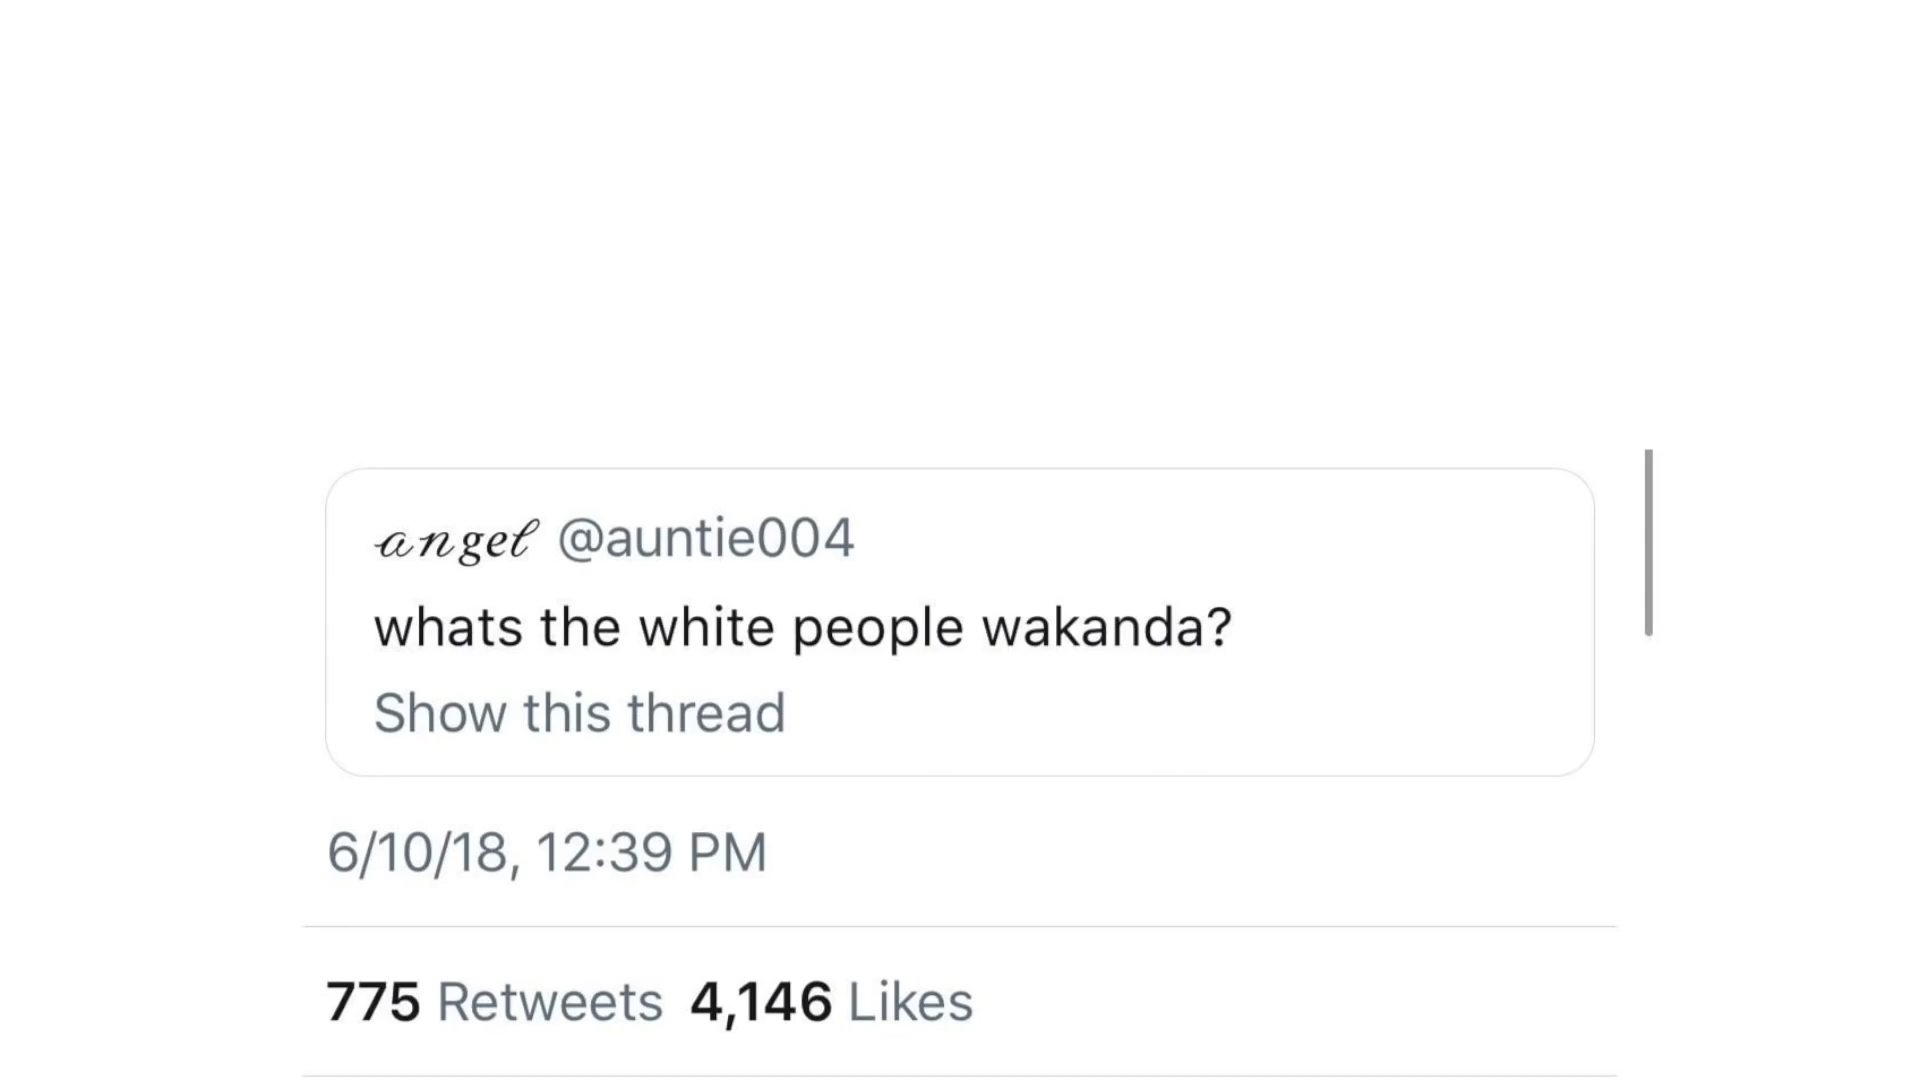 angel @auntie004
whats the white people wakanda?
Show this thread
6/10/18, 12:39 PM
775 Retweets 4,146 Likes